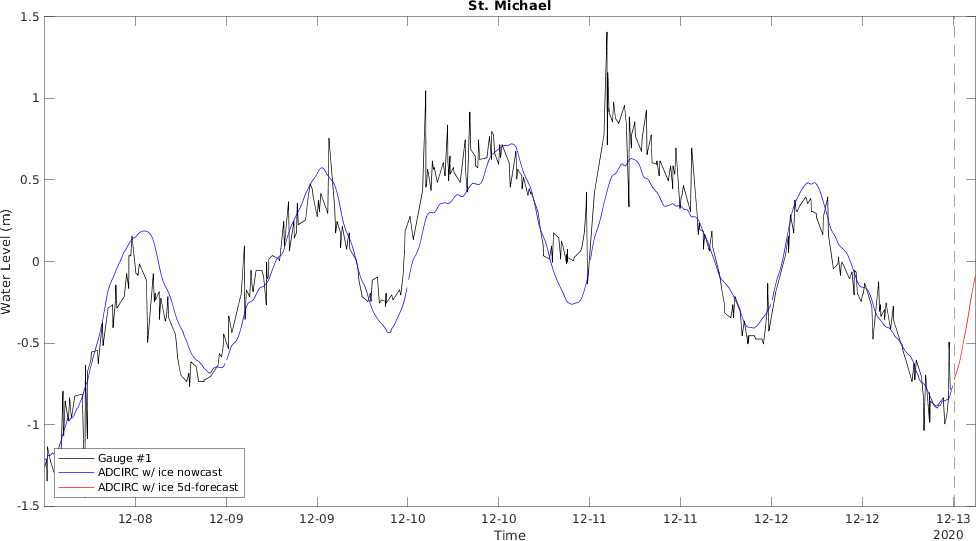 St. Michael
1.5
1
0.5
0
-0.5
-1
-1.5
Water Level (m)
Gauge #1
ADCIRC w/ ice nowcast
ADCIRC w/ ice 5d-forecast
12-08 12-09 12-09 12-10 12-10 12-11 12-11 12-12 12-12 12-13
2020
Time